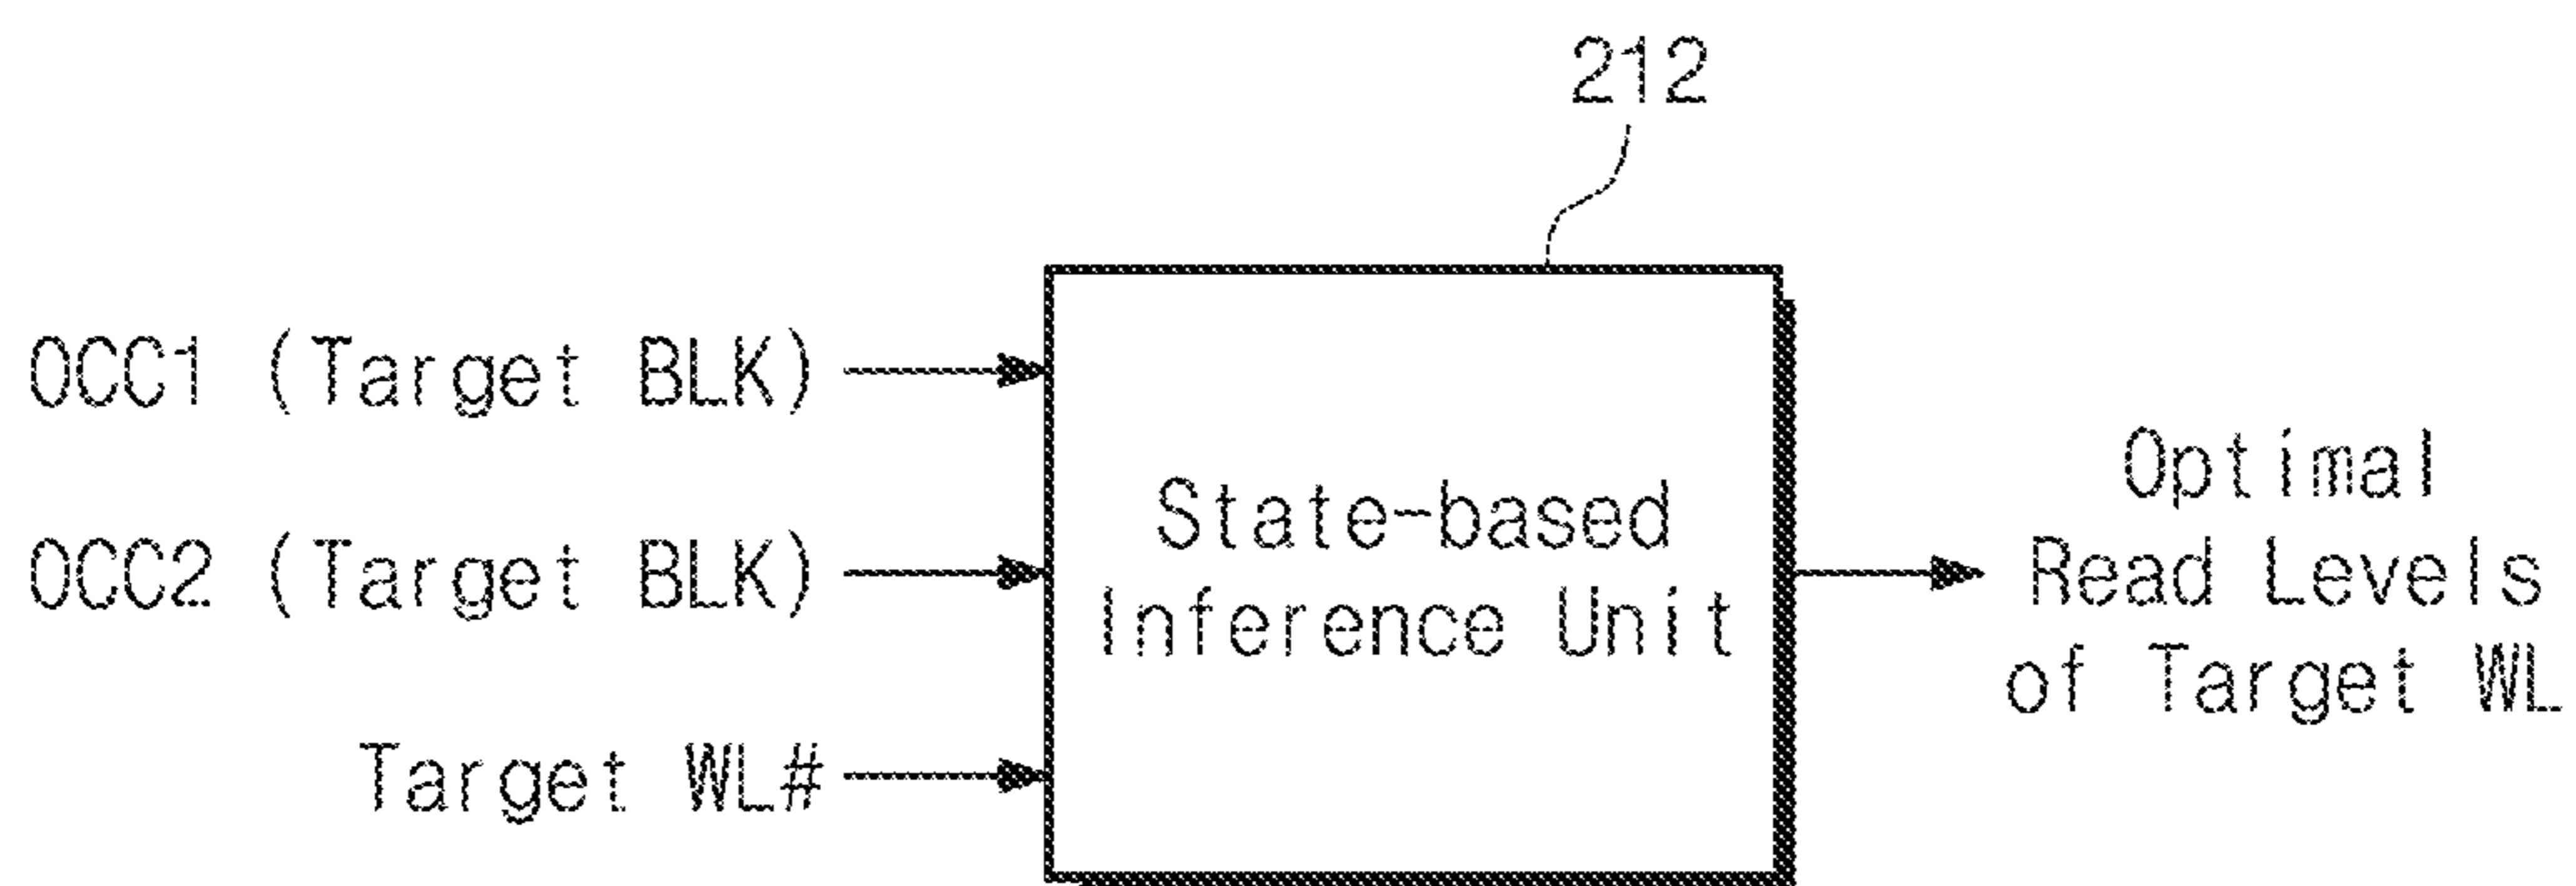 212
OCC1 (Target BLK)
OCC2 (Target BLK)
Target WL#
State-based
Inference Unit
Optimal
Read Levels
of Target WL